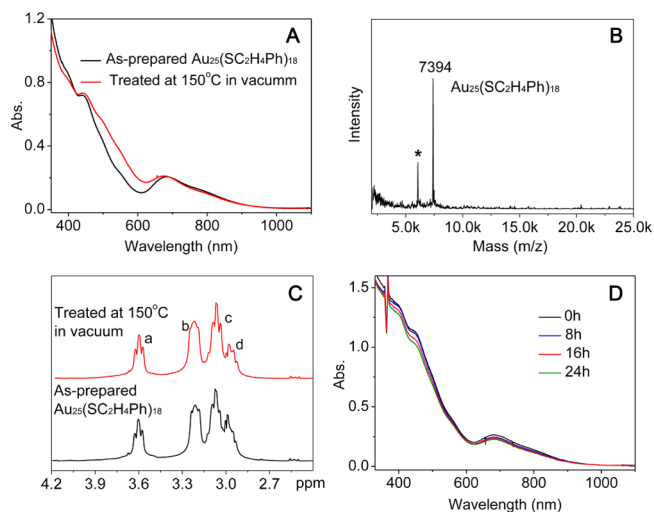 A
1.2
0.8
0.4
0.0
Abs.
As-prepared Au₂₅(SC₂H₄Ph)₁₈
Treated at 150°C in vacumm
400 600 800 1000
Wavelength (nm)
B
7394
Au₂₅(SC₂H₄Ph)₁₈
*
Intensity
5.0k 10.0k 15.0k 20.0k 25.0k
Mass (m/z)
C
Treated at 150°C
in vacuum
a
b
c
d
As-prepared
Au₂₅(SC₂H₄Ph)₁₈
4.2 3.9 3.6 3.3 3.0 2.7 ppm
D
1.5
1.0
0.5
0.0
Abs.
0h
8h
16h
24h
400 600 800 1000
Wavelength (nm)